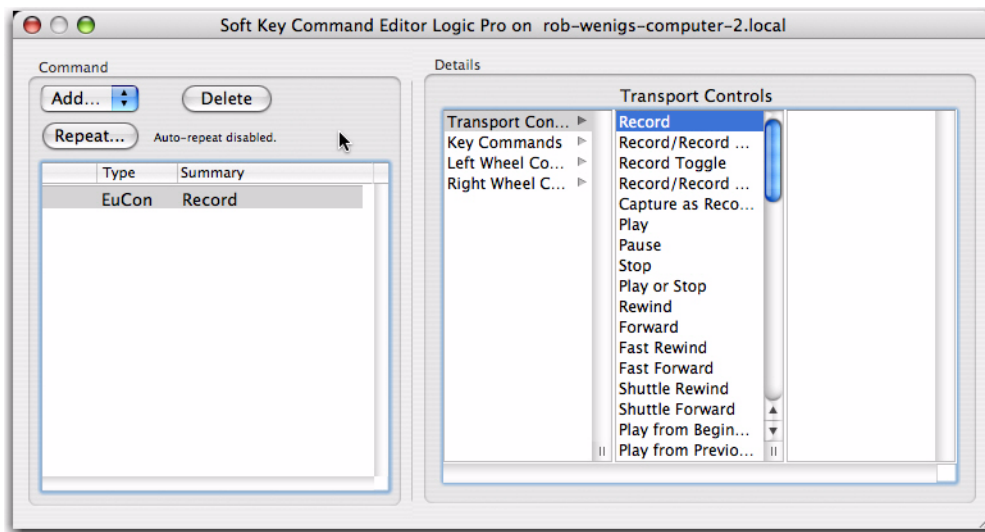 Soft Key Command Editor Logic Pro on rob-wenigs-computer-2.local
Command
Add...
Delete
Repeat...
Auto-repeat disabled.
Type Summary
EuCon Record
Details
Transport Controls
Transport Con...
Key Commands
Left Wheel Co...
Right Wheel C...
Record
Record/Record ...
Record Toggle
Record/Record ...
Capture as Reco...
Play
Pause
Stop
Play or Stop
Rewind
Forward
Fast Rewind
Fast Forward
Shuttle Rewind
Shuttle Forward
Play from Begin...
Play from Previo...